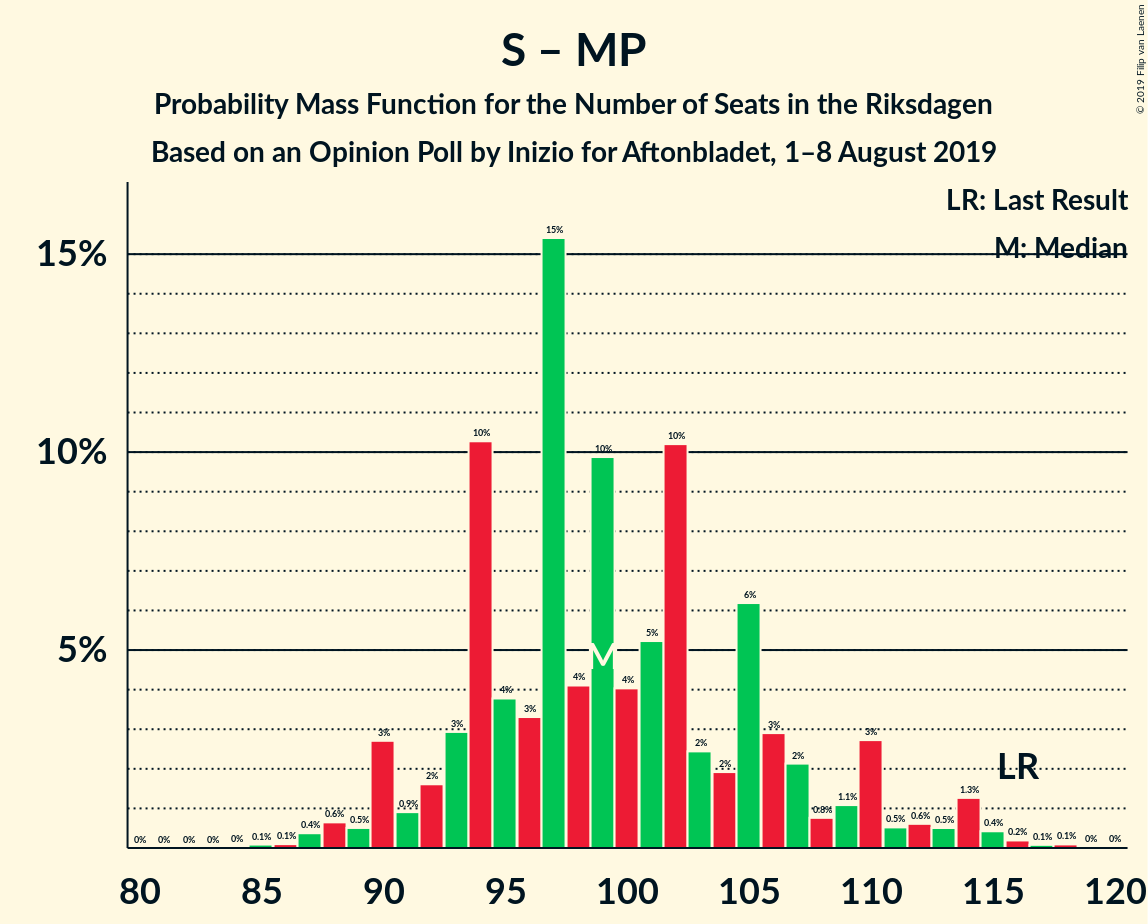 © 2019 Filip van Laenen
S – MP
Probability Mass Function for the Number of Seats in the Riksdagen
Based on an Opinion Poll by Inizio for Aftonbladet, 1–8 August 2019
LR: Last Result
M: Median
15%
10%
5%
0% 0% 0% 0% 0% 0.1% 0.1% 0.4% 0.6% 0.5% 3% 0.9% 2% 3% 10% 4% 3% 15% 4% 10% 4% 5% 10% 2% 2% 6% 3% 2% 0.8% 1.1% 3% 0.5% 0.6% 0.5% 1.3% 0.4% 0.2% 0.1% 0.1% 0% 0%
M
LR
80 85 90 95 100 105 110 115 120